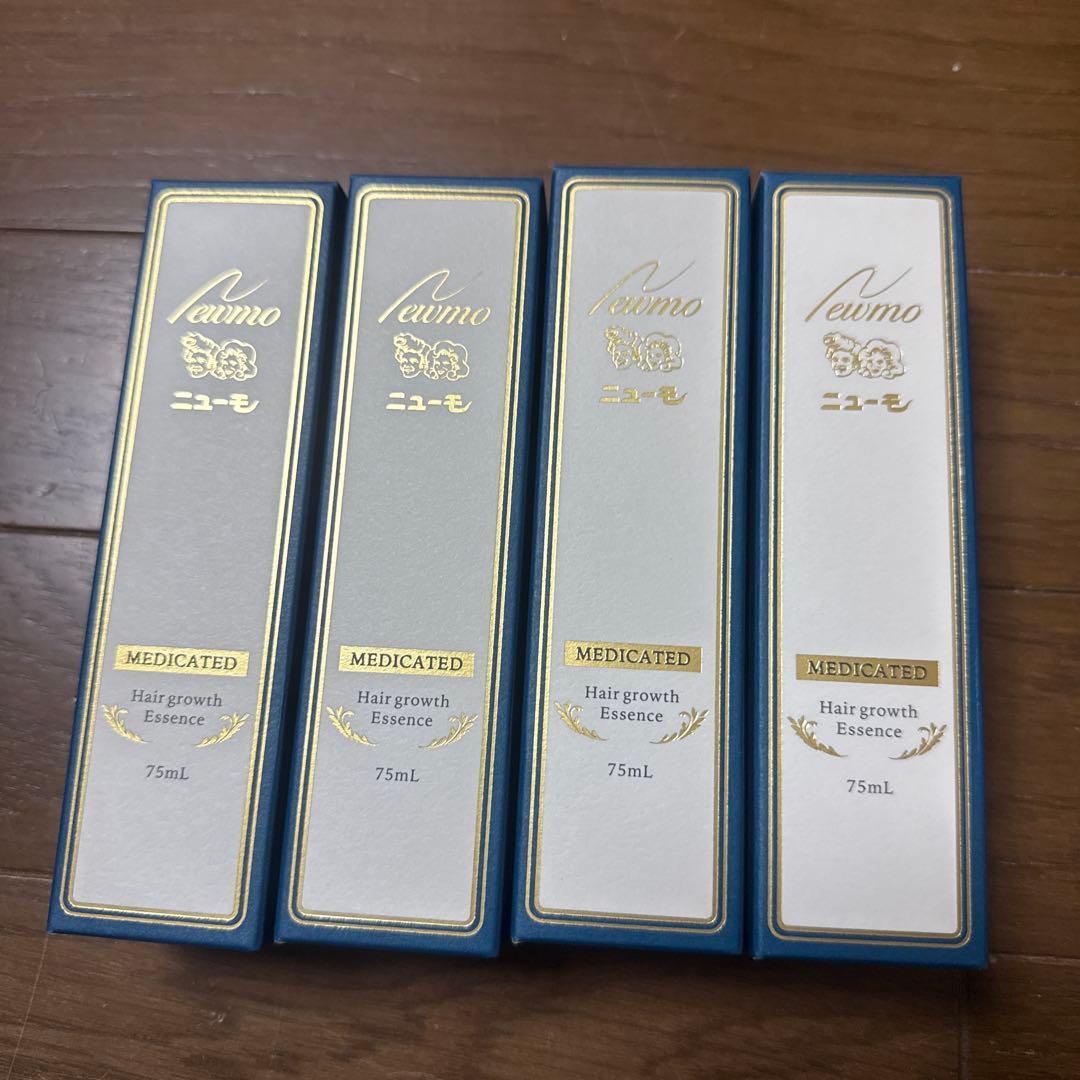 Newmo
ニューモ
MEDICATED
Hair growth
Essence
75mL
Newmo
ニューモ
MEDICATED
Hair growth
Essence
75mL
Newmo
ニューモ
MEDICATED
Hair growth
Essence
75mL
Newmo
ニューモ
MEDICATED
Hair growth
Essence
75mL